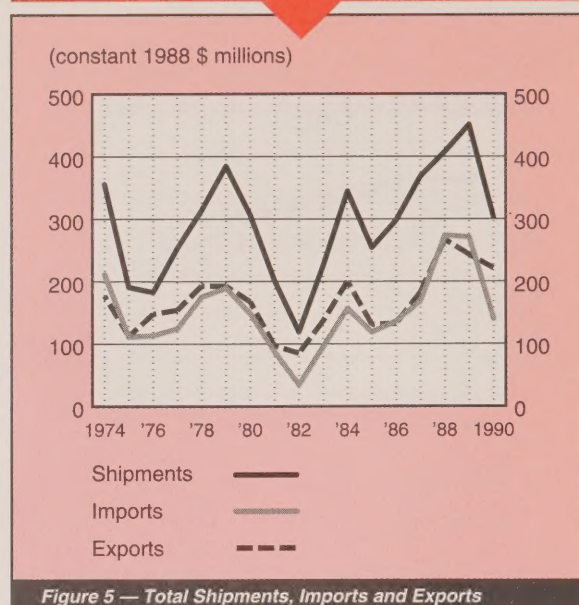 (constant 1988 $ millions)
500 500
400 400
300 300
200 200
100 100
0 0
1974 '76 '78 '80 '82 '84 '86 '88 1990
Shipments
Imports
Exports
Figure 5 — Total Shipments, Imports and Exports